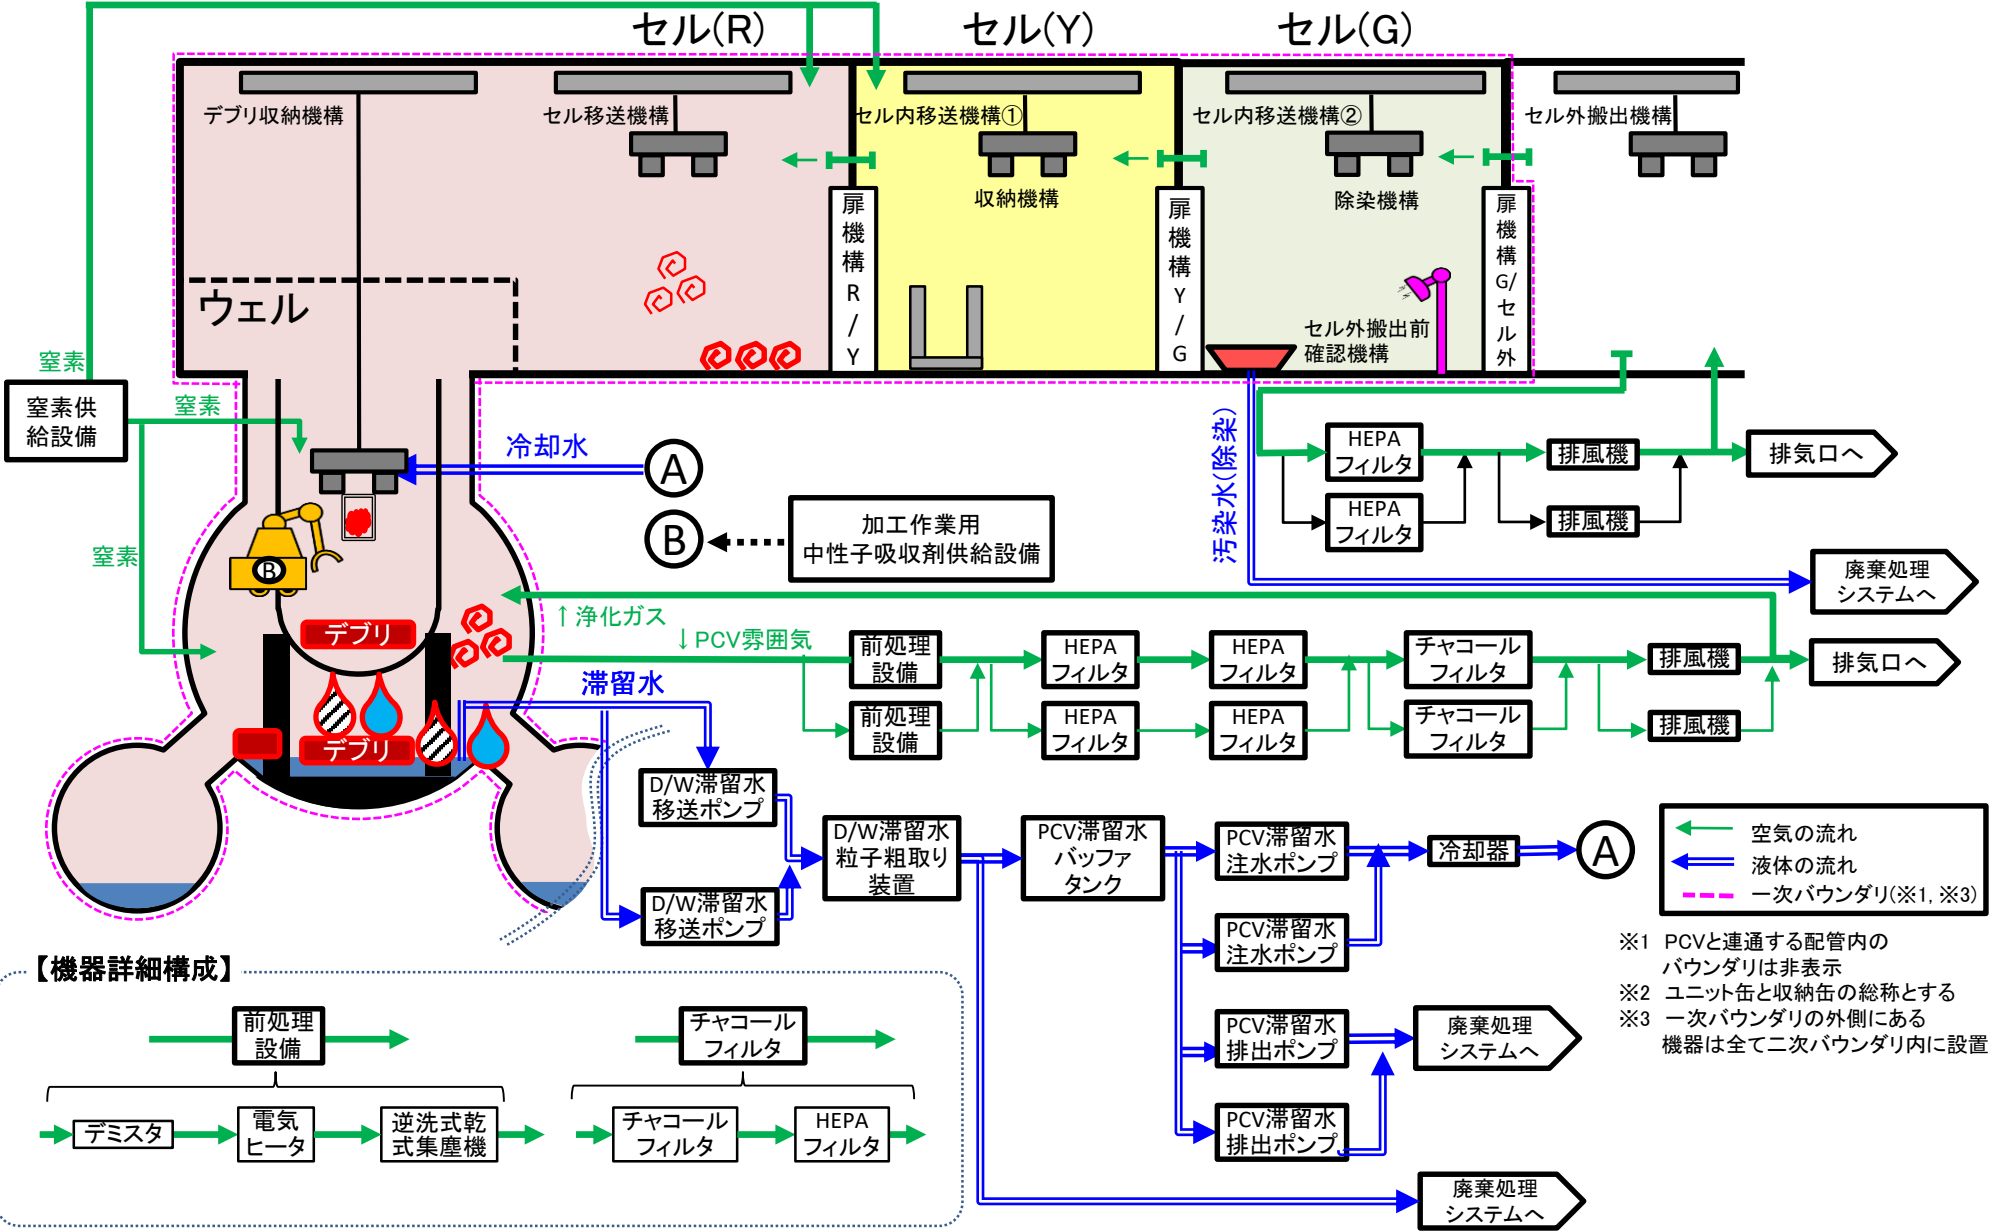 セル(R)
セル(Y)
セル(G)
デブリ収納機構
セル移送機構
セル内移送機構①
セル内移送機構②
セル外搬出機構
収納機構
除染機構
扉機構R/Y
扉機構Y/G
扉機構G/セル外
ウェル
セル外搬出前
確認機構
窒素
窒素供
給設備
窒素
窒素
冷却水
A
B
加工作業用
中性子吸収剤供給設備
B
汚染水(除染)
HEPA
フィルタ
排風機
排気口へ
HEPA
フィルタ
排風機
廃棄処理
システムへ
↑浄化ガス
↓PCV雰囲気
デブリ
デブリ
滞留水
前処理
設備
HEPA
フィルタ
HEPA
フィルタ
チャコール
フィルタ
排風機
排気口へ
前処理
設備
HEPA
フィルタ
HEPA
フィルタ
チャコール
フィルタ
排風機
D/W滞留水
移送ポンプ
D/W滞留水
移送ポンプ
D/W滞留水
粒子粗取り
装置
PCV滞留水
バッファ
タンク
PCV滞留水
注水ポンプ
冷却器
A
PCV滞留水
注水ポンプ
PCV滞留水
排出ポンプ
廃棄処理
システムへ
PCV滞留水
排出ポンプ
廃棄処理
システムへ
空気の流れ
液体の流れ
一次バウンダリ(※1, ※3)
※1 PCVと連通する配管内の
バウンダリは非表示
※2 ユニット缶と収納缶の総称とする
※3 一次バウンダリの外側にある
機器は全て二次バウンダリ内に設置
【機器詳細構成】
前処理
設備
チャコール
フィルタ
デミスタ
電気
ヒータ
逆洗式乾
式集塵機
チャコール
フィルタ
HEPA
フィルタ